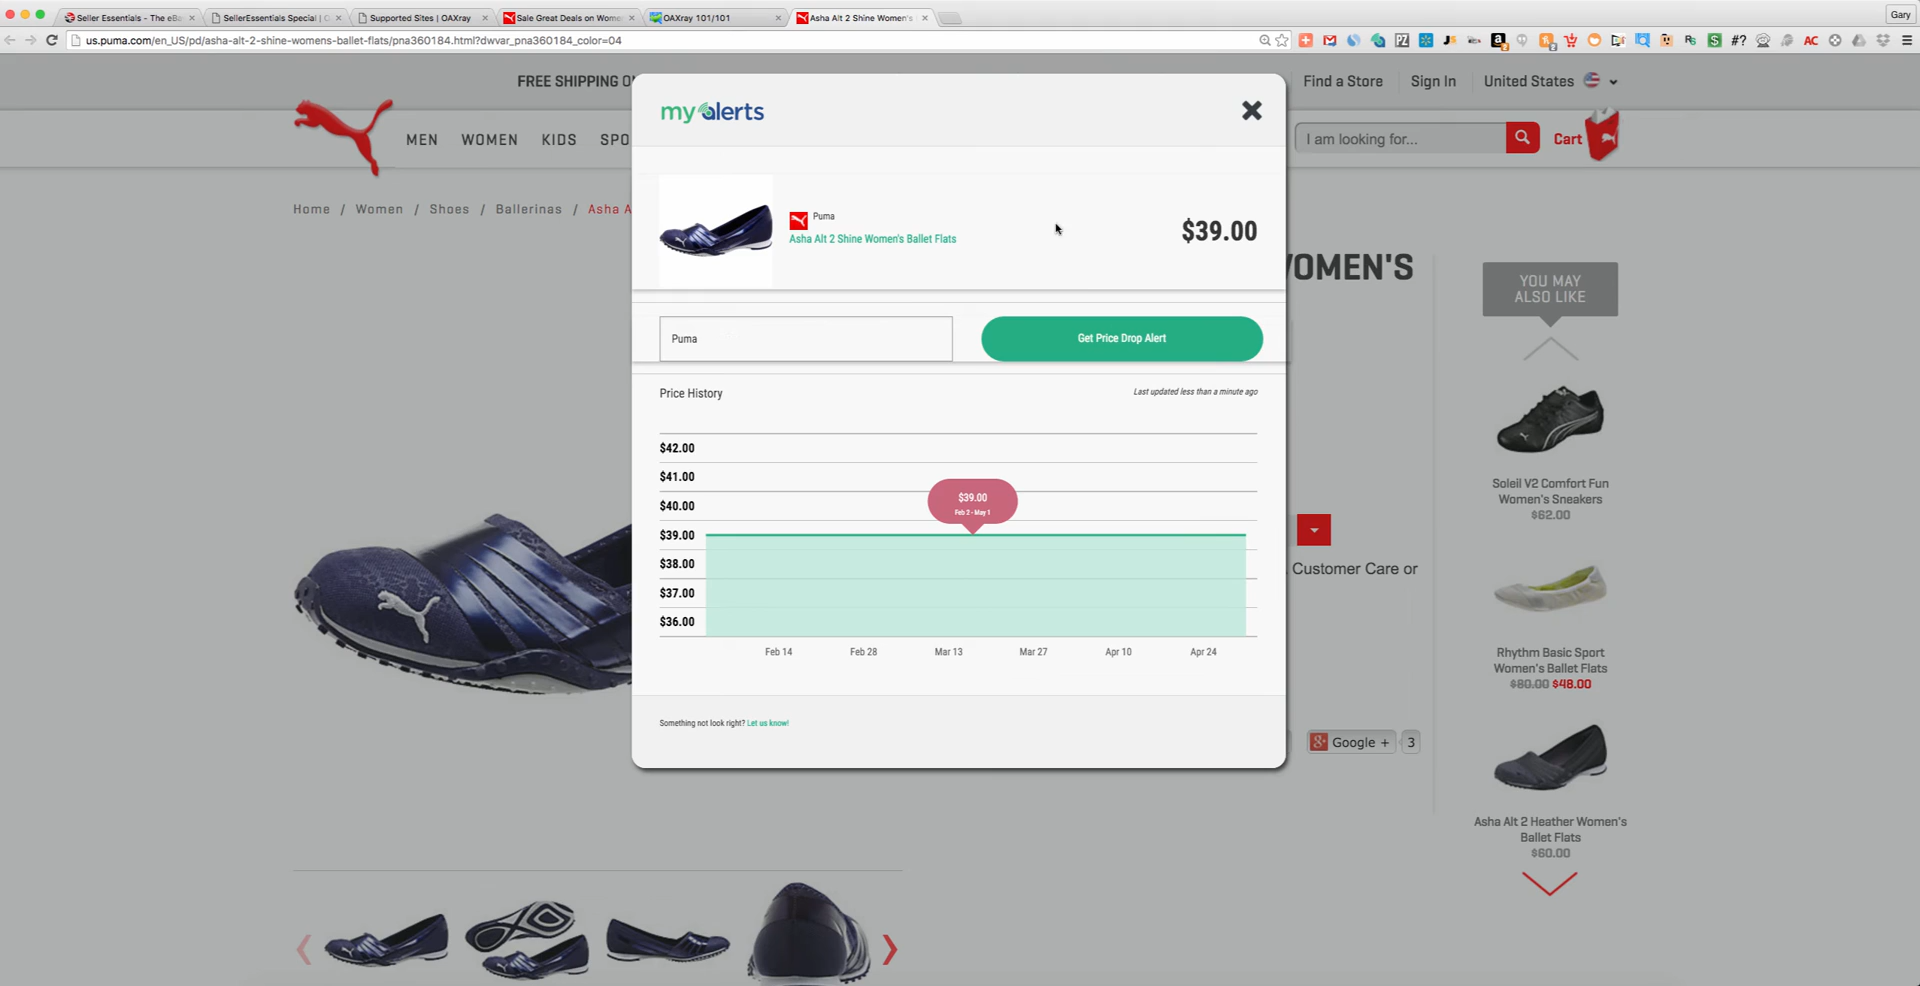 Seller Essentials - The eBa
SellerEssentials Special | O
Supported Sites | OAXray
Sale Great Deals on Wome
OAXray 101/101
Asha Alt 2 Shine Women's
Gary
us.puma.com/en_US/pd/asha-alt-2-shine-womens-ballet-flats/pna360184.html?dwvar_pna360184_color=04
FREE SHIPPING O
Find a Store
Sign In
United States
MEN WOMEN KIDS SPO
I am looking for...
Cart
Home / Women / Shoes / Ballerinas / Asha A
my alerts
Puma
Asha Alt 2 Shine Women's Ballet Flats
$39.00
Puma
Get Price Drop Alert
Price History
Last updated less than a minute ago
$42.00
$41.00
$40.00
$39.00
$38.00
$37.00
$36.00
$39.00
Feb 2 - May 1
Feb 14 Feb 28 Mar 13 Mar 27 Apr 10 Apr 24
Something not look right? Let us know!
OMEN'S
Customer Care or
Google +
3
YOU MAY
ALSO LIKE
Soleil V2 Comfort Fun
Women's Sneakers
$62.00
Rhythm Basic Sport
Women's Ballet Flats
$80.00 $48.00
Asha Alt 2 Heather Women's
Ballet Flats
$60.00